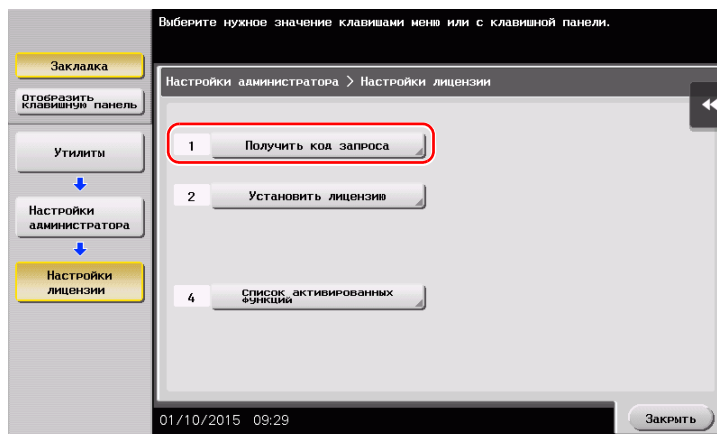 Выберите нужное значение клавишами меню или с клавишной панели.
Закладка
Отобразить
клавишную панель
Утилиты
Настройки
администратора
Настройки
лицензии
Настройки администратора > Настройки лицензии
1 Получить код запроса
2 Установить лицензию
4 Список активированных
функций
01/10/2015 09:29
Закрыть